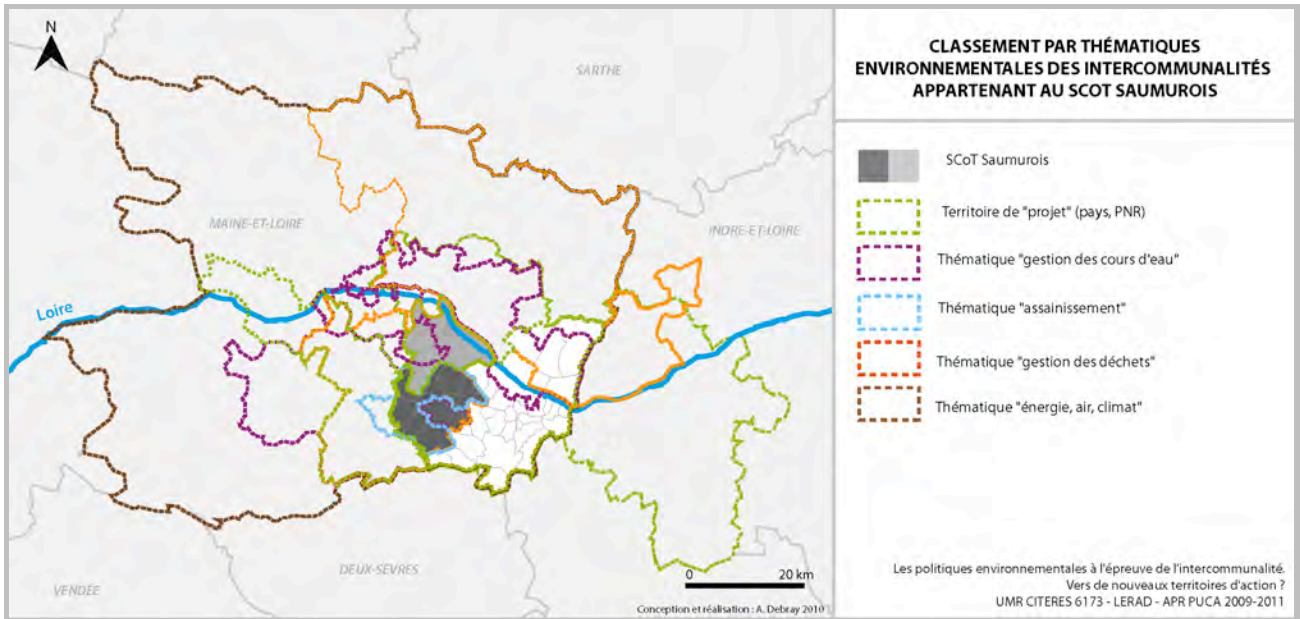 N
SARTHE
MAINE-ET-LOIRE
INDRE-ET-LOIRE
Loire
DEUX-SÈVRES
VENDÉE
0 20 km
Conception et réalisation : A. Debray 2010
CLASSEMENT PAR THÉMATIQUES
ENVIRONNEMENTALES DES INTERCOMMUNALITÉS
APPARTENANT AU SCOT SAUMUROIS
SCoT Saumurois
Territoire de "projet" (pays, PNR)
Thématique "gestion des cours d'eau"
Thématique "assainissement"
Thématique "gestion des déchets"
Thématique "énergie, air, climat"
Les politiques environnementales à l'épreuve de l'intercommunalité.
Vers de nouveaux territoires d'action ?
UMR CITERES 6173 - LERAD - APR PUCA 2009-2011